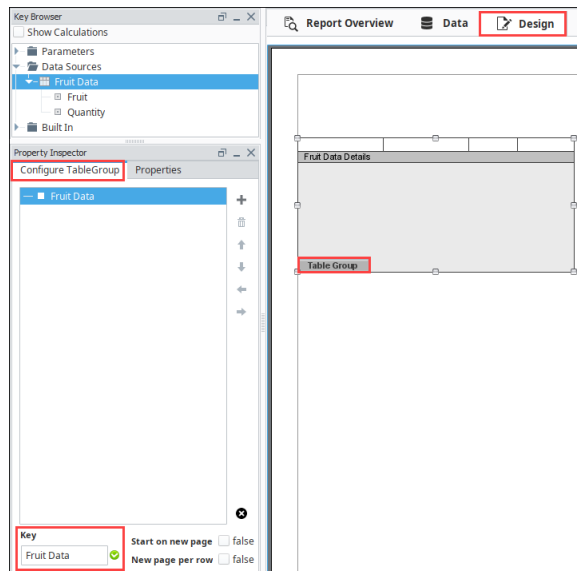 Key Browser
Show Calculations
Parameters
Data Sources
Fruit Data
Fruit
Quantity
Built In
Property Inspector
Configure TableGroup Properties
Fruit Data
Key
Fruit Data
Start on new page false
New page per row false
Report Overview Data Design
Fruit Data Details
Table Group